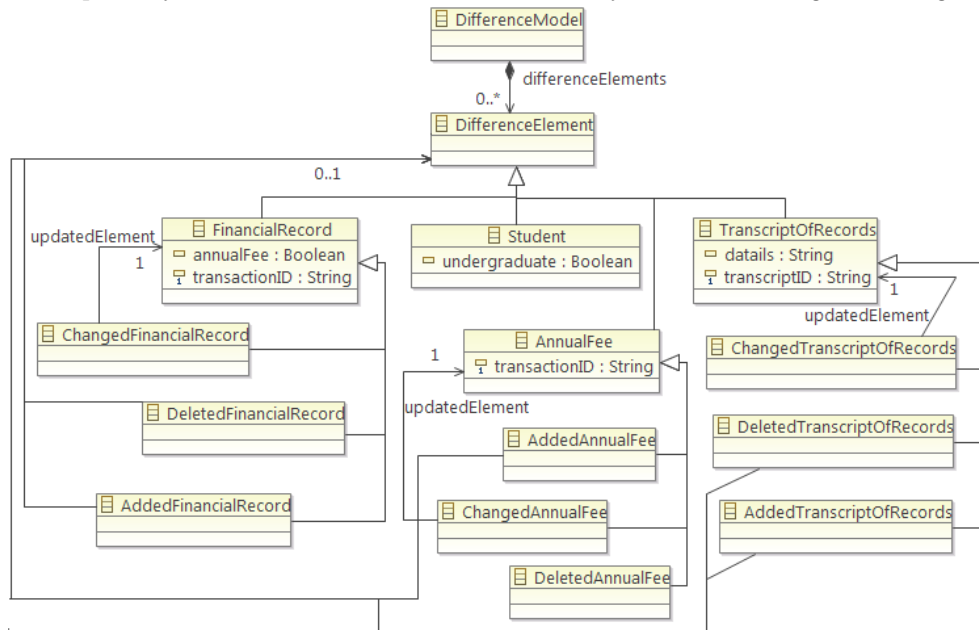 DifferenceModel
differenceElements
0..*
DifferenceElement
0..1
FinancialRecord
annualFee : Boolean
transactionID : String
updatedElement
1
Student
undergraduate : Boolean
TranscriptOfRecords
datails : String
transcriptID : String
1
updatedElement
ChangedFinancialRecord
AnnualFee
transactionID : String
1
updatedElement
ChangedTranscriptOfRecords
DeletedFinancialRecord
AddedAnnualFee
DeletedTranscriptOfRecords
AddedFinancialRecord
ChangedAnnualFee
AddedTranscriptOfRecords
DeletedAnnualFee